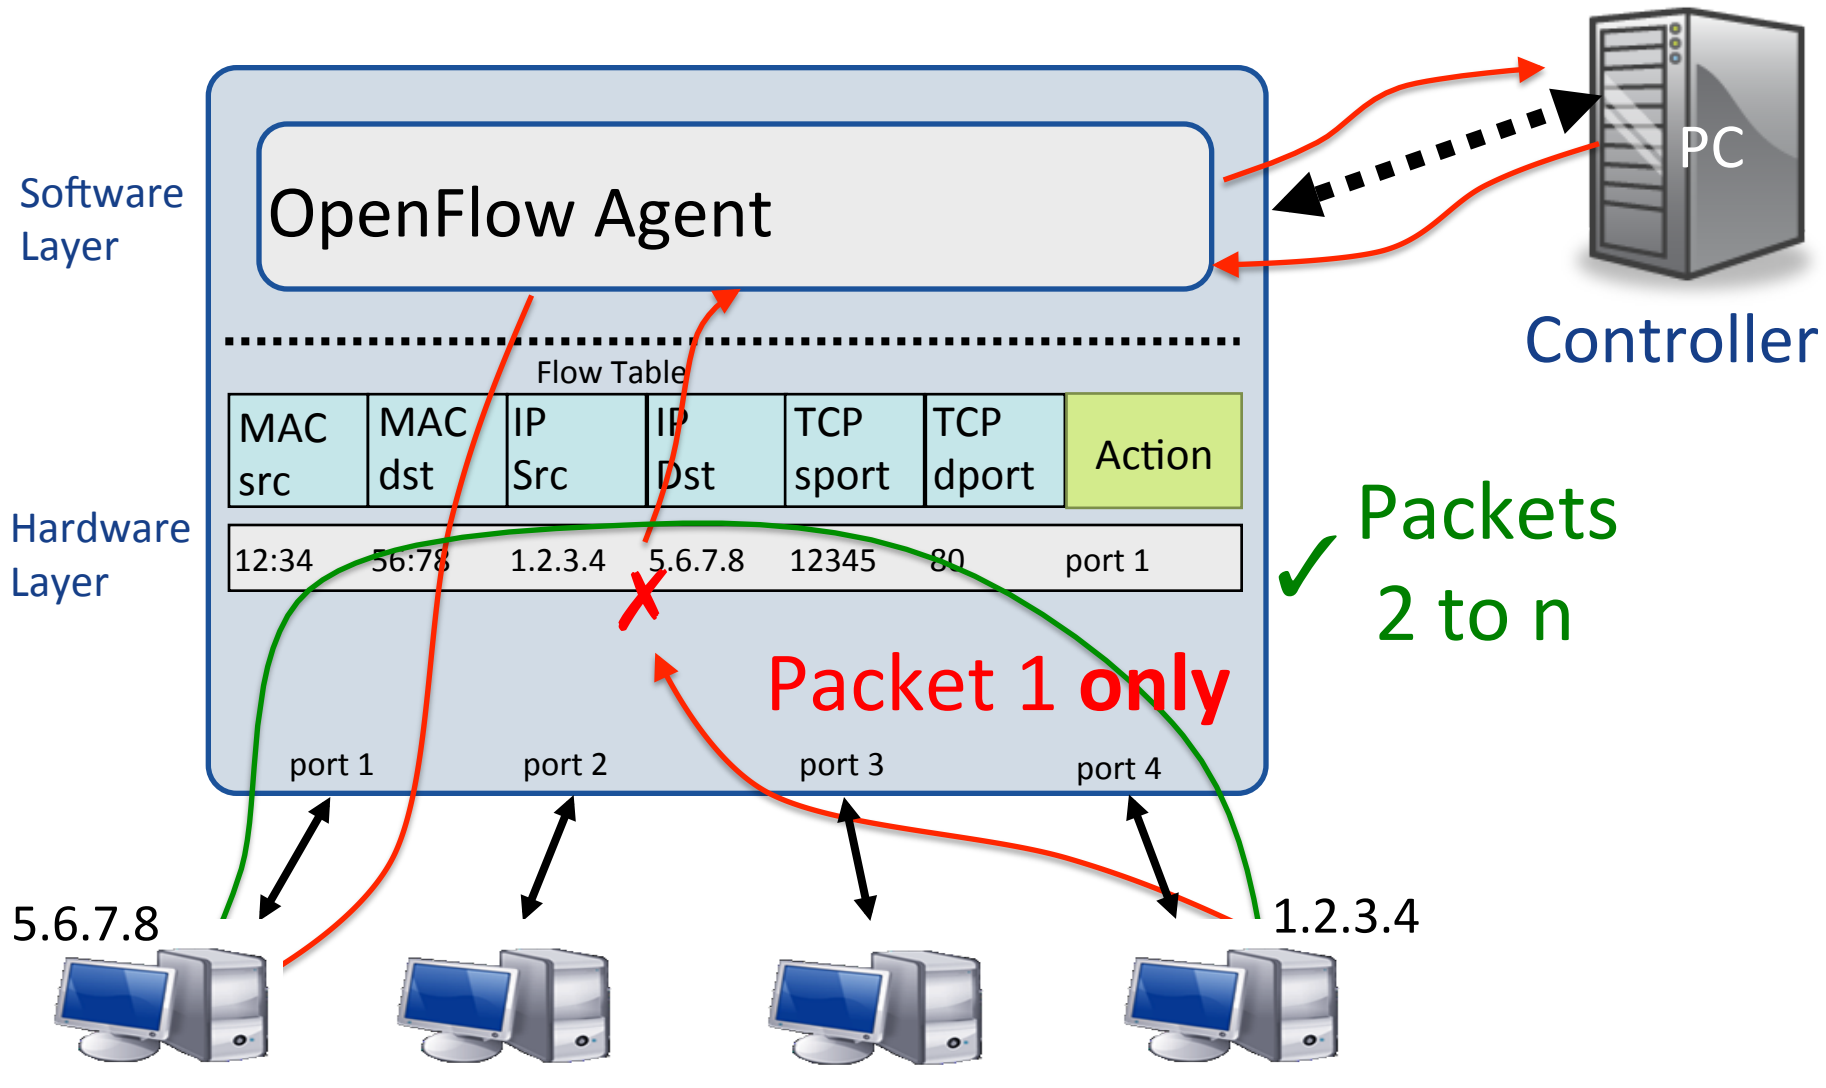 PC
Controller
Software
Layer
OpenFlow Agent
Flow Table
MAC
src
MAC
dst
IP
Src
IP
Dst
TCP
sport
TCP
dport
Action
Hardware
Layer
12:34 56:78 1.2.3.4 5.6.7.8 12345 80 port 1
✗
✓ Packets
2 to n
Packet 1 only
port 1 port 2 port 3 port 4
5.6.7.8
1.2.3.4